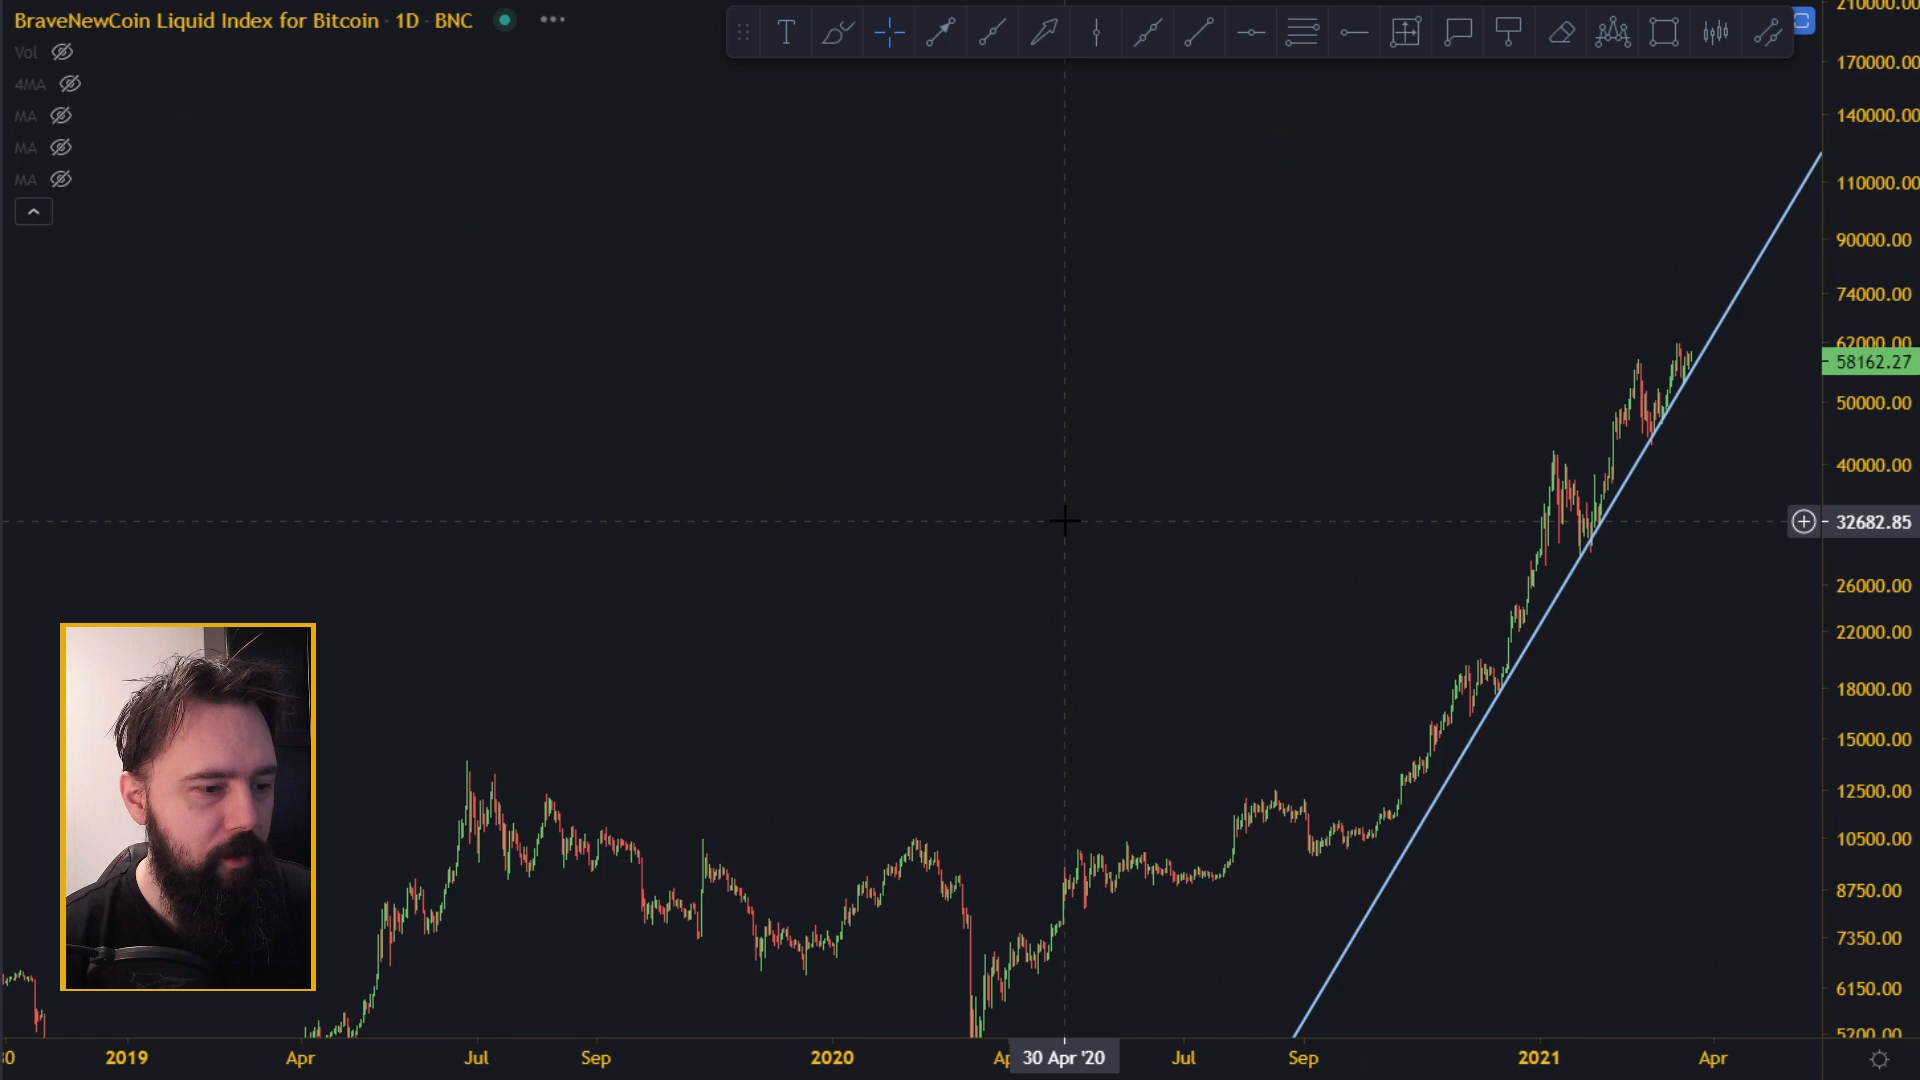 BraveNewCoin Liquid Index for Bitcoin · 1D · BNC
Vol
4MA
MA
MA
MA
T
210000.00
170000.00
140000.00
110000.00
90000.00
74000.00
62000.00
58162.27
50000.00
40000.00
32682.85
26000.00
22000.00
18000.00
15000.00
12500.00
10500.00
8750.00
7350.00
6150.00
5200.00
2019 Apr Jul Sep 2020 30 Apr '20 Jul Sep 2021 Apr